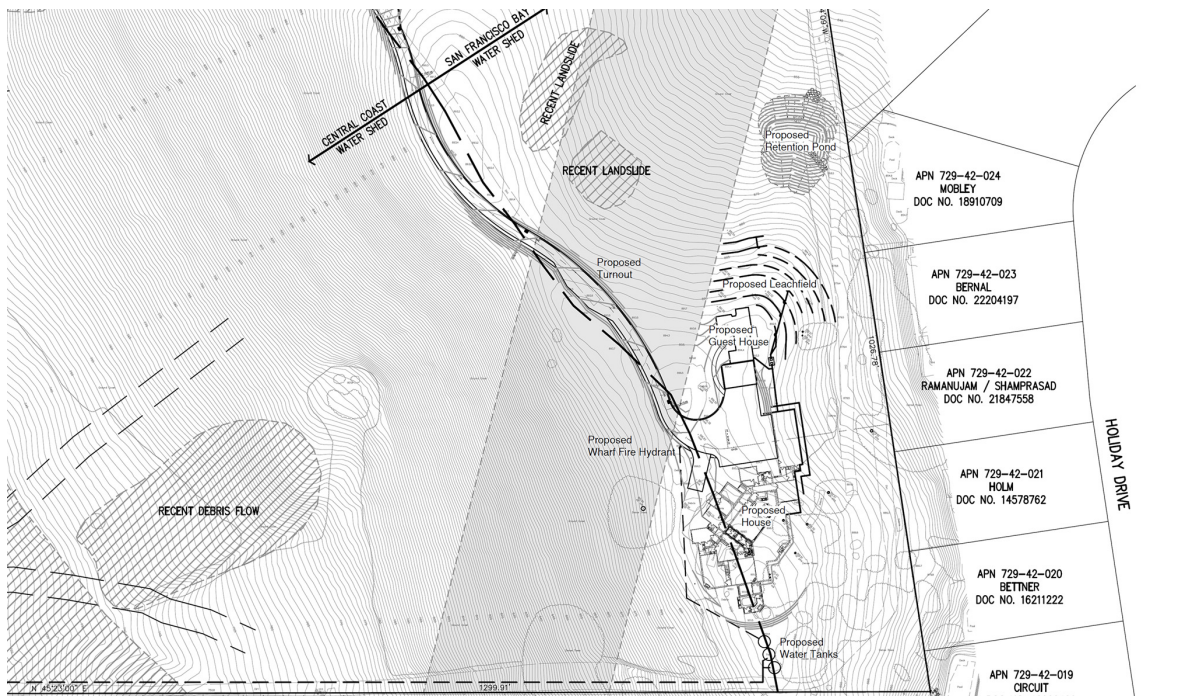 SAN FRANCISCO BAY
WATER SHED
CENTRAL COAST
WATER SHED
RECENT LANDSLIDE
RECENT LANDSLIDE
Proposed
Retention Pond
APN 729-42-024
MOBLEY
DOC NO. 18910709
Proposed
Turnout
Proposed Leachfield
APN 729-42-023
BERNAL
DOC NO. 22204197
Proposed
Guest House
1026.78'
APN 729-42-022
RAMANUJAM / SHAMPRASAD
DOC NO. 21847558
Proposed
Wharf Fire Hydrant
HOLIDAY DRIVE
APN 729-42-021
HOLM
DOC NO. 14578762
RECENT DEBRIS FLOW
Proposed
House
APN 729-42-020
BETTNER
DOC NO. 16211222
Proposed
Water Tanks
APN 729-42-019
CIRCUIT
N 45°23'00" E
1299.91'